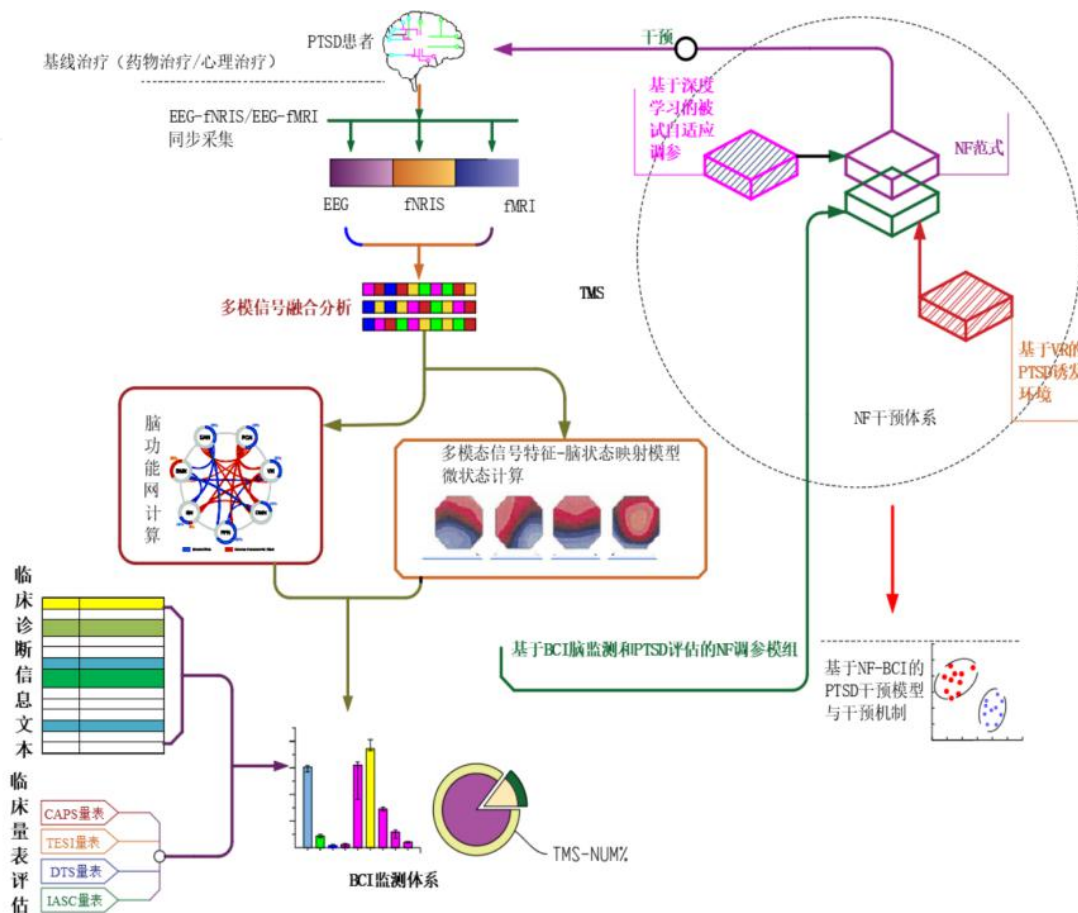 PTSD患者
基线治疗（药物治疗/心理治疗）
EEG-fNRIS/EEG-fMRI
同步采集
EEG
fNRIS
fMRI
多模信号融合分析
TMS
干预
基于深度
学习的被
试自适应
调参
NF范式
基于VR的
PTSD诱发
环境
NF干预体系
脑功能网计算
多模态信号特征-脑状态映射模型
微状态计算
临床诊断信息文本
基于BCI脑监测和PTSD评估的NF调参模组
基于NF-BCI的
PTSD干预模型
与干预机制
临床量表评估
CAPS量表
TESI量表
DTS量表
IASC量表
TMS-NUM%
BCI监测体系